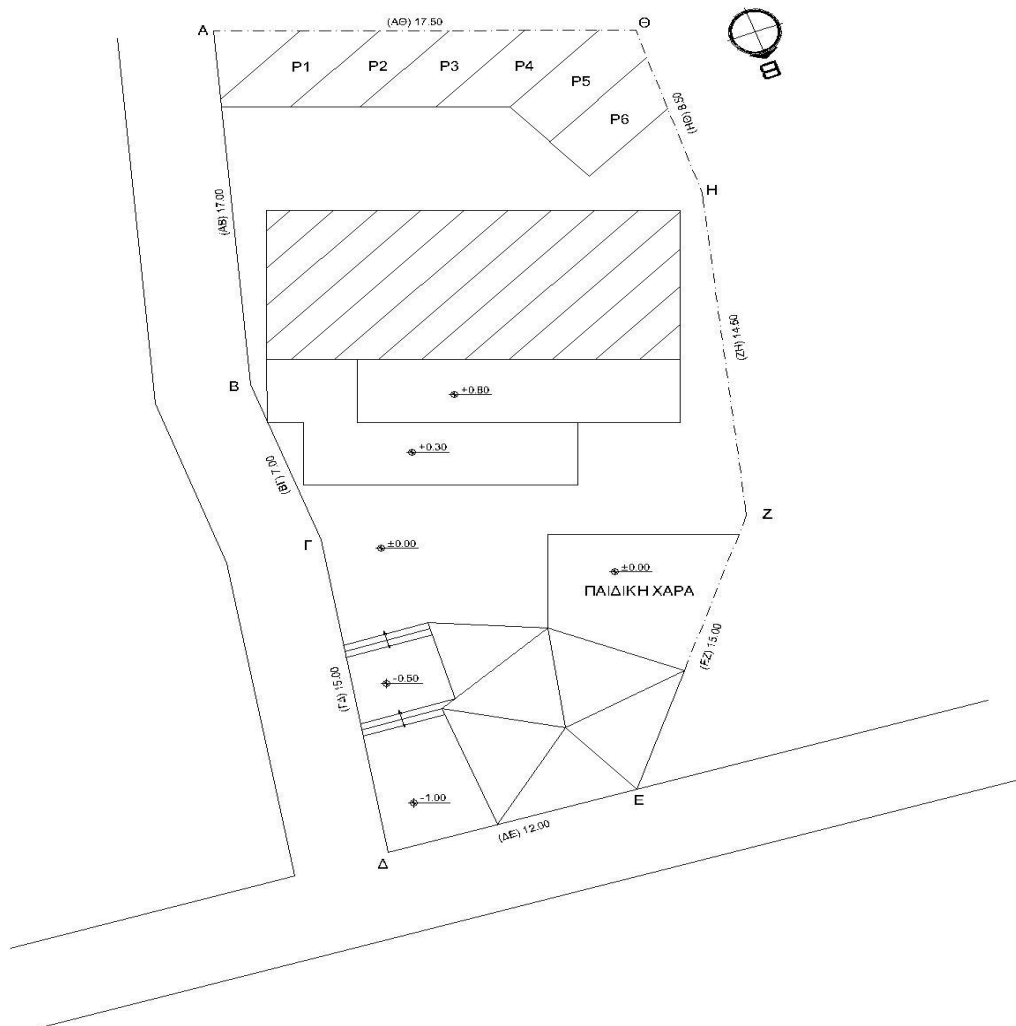 (ΑΘ) 17.50
Α
Θ
Β
P1 P2 P3 P4 P5
P6
(ΗΘ) 8.50
Η
(ΑΒ) 17.00
(ΖΗ) 14.50
Β
+0.80
+0.30
(ΒΓ) 7.00
Ζ
Γ
±0.00
±0.00
ΠΑΙΔΙΚΗ ΧΑΡΑ
(ΕΖ) 15.00
(ΓΔ) 15.00
-0.50
-1.00
Ε
(ΔΕ) 12.00
Δ